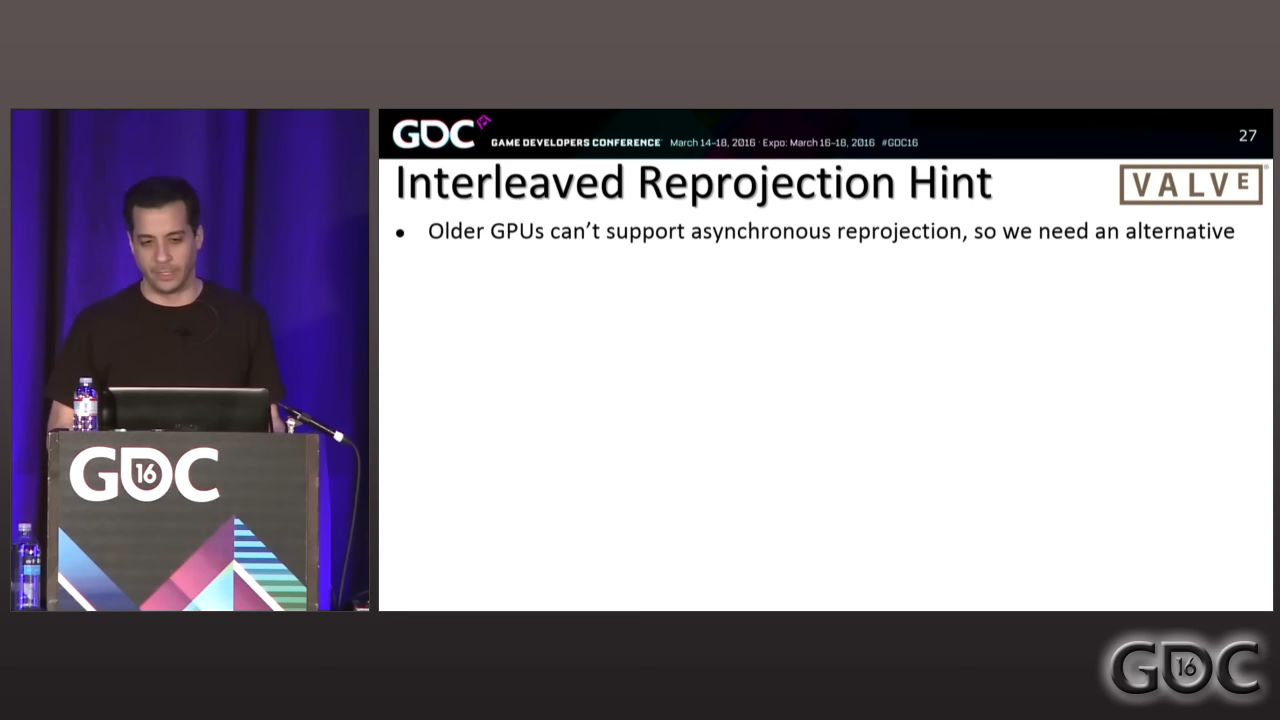 GDC
GAME DEVELOPERS CONFERENCE March 14–18, 2016 · Expo: March 16–18, 2016 #GDC16
27
Interleaved Reprojection Hint
VALVE
• Older GPUs can't support asynchronous reprojection, so we need an alternative
GDC
16
GDC
16